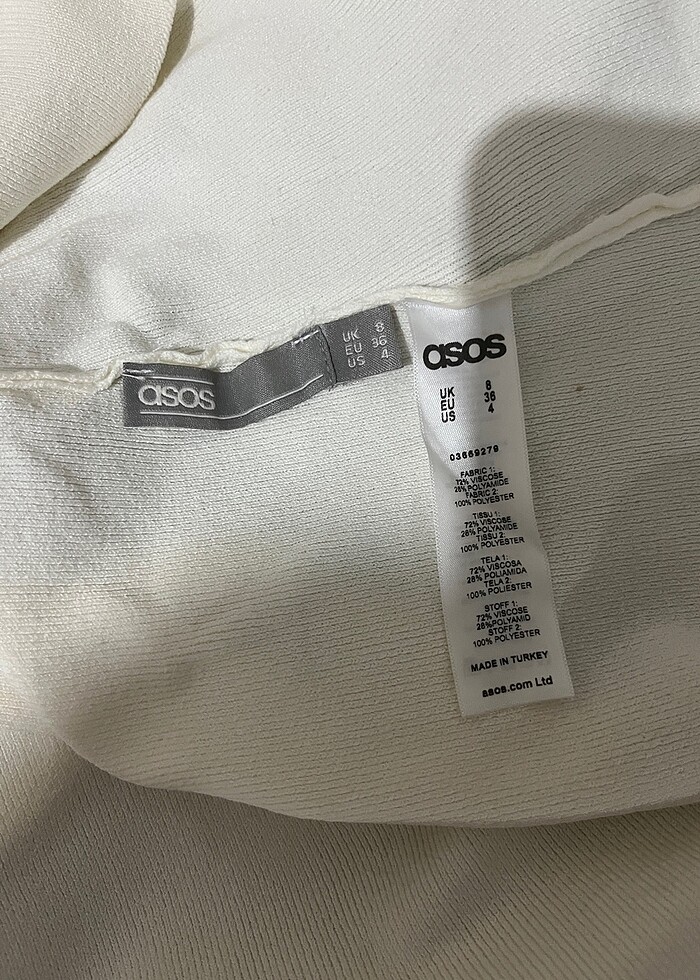 asos
UK 8
EU 36
US 4
asos
UK 8
EU 36
US 4
03669279
FABRIC 1:
72% VISCOSE
28% POLYAMIDE
FABRIC 2:
100% POLYESTER
TISSU 1:
72% VISCOSE
28% POLYAMIDE
TISSU 2:
100% POLYESTER
TELA 1:
72% VISCOSA
28% POLIAMIDA
TELA 2:
100% POLIESTER
STOFF 1:
72% VISCOSE
28%POLYAMID
STOFF 2:
100% POLYESTER
MADE IN TURKEY
asos.com Ltd